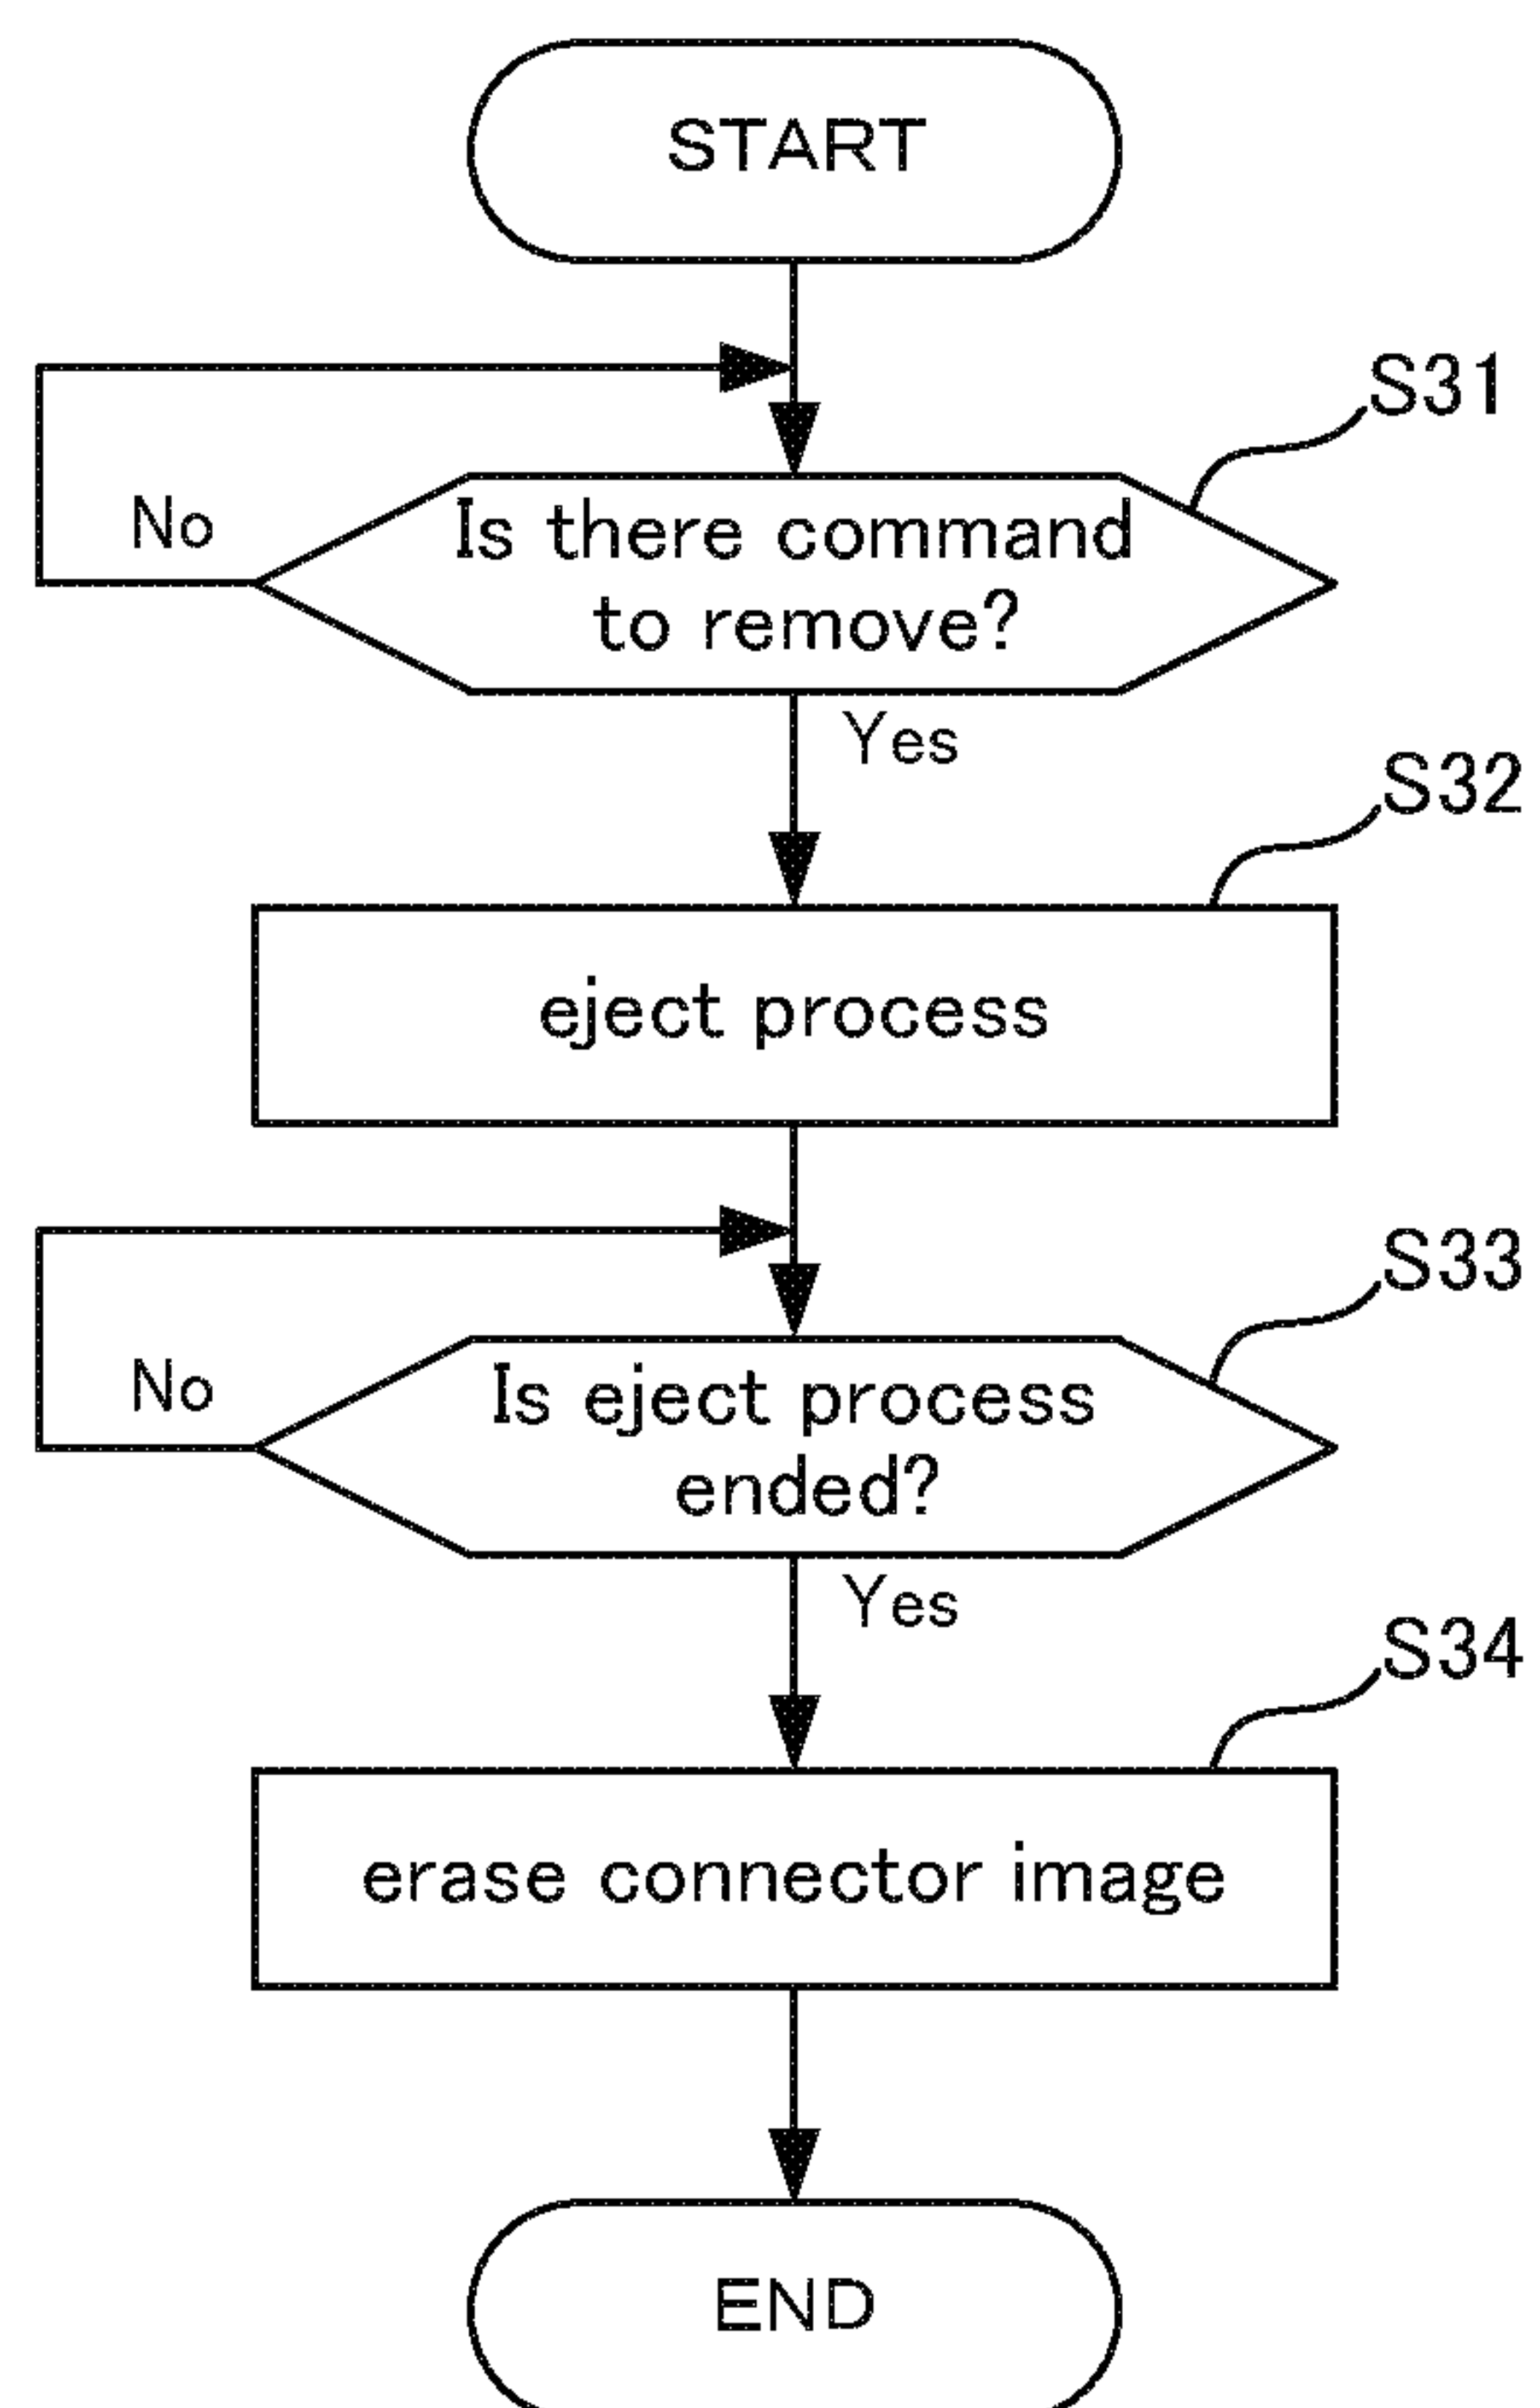 START
S31
No
Is there command
to remove?
Yes
S32
eject process
S33
No
Is eject process
ended?
Yes
S34
erase connector image
END